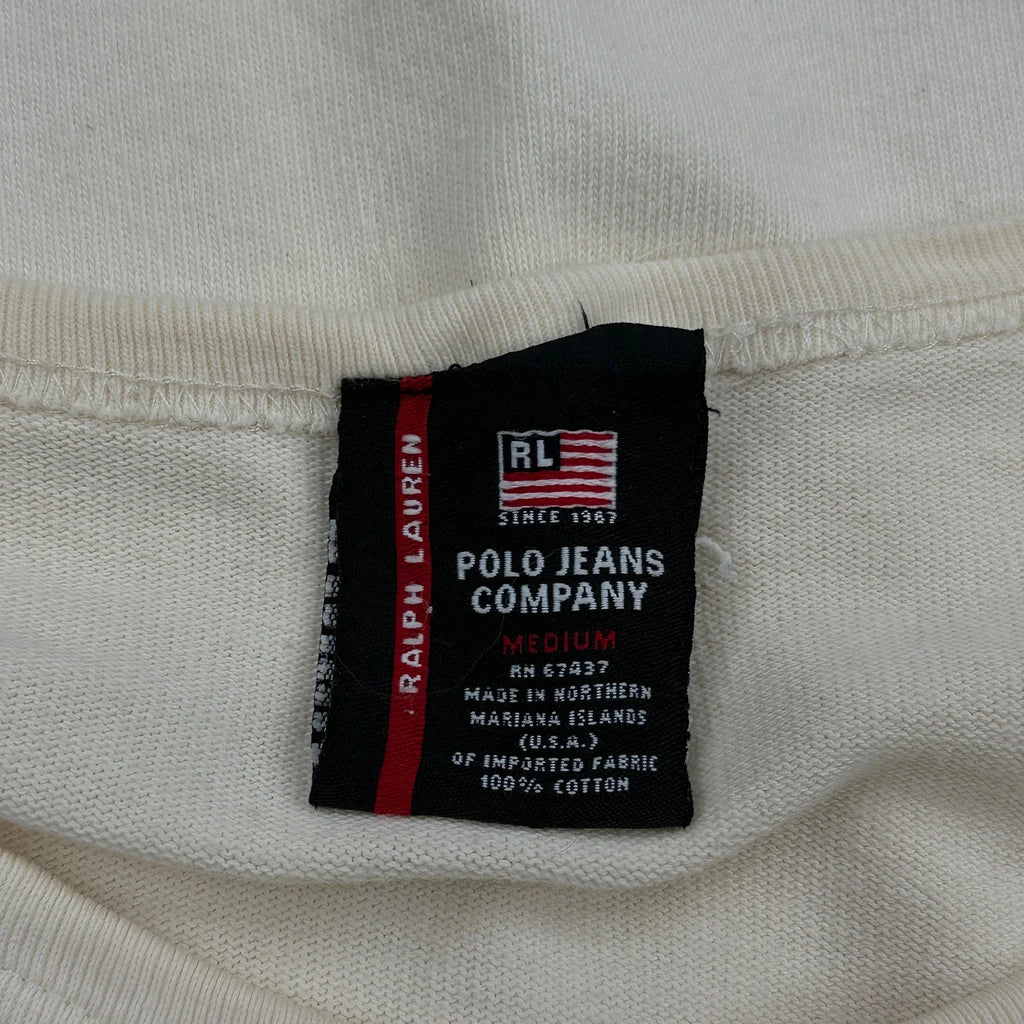 RALPH LAUREN
RL
SINCE 1967
POLO JEANS
COMPANY
MEDIUM
RN 67437
MADE IN NORTHERN
MARIANA ISLANDS
(U.S.A.)
OF IMPORTED FABRIC
100% COTTON